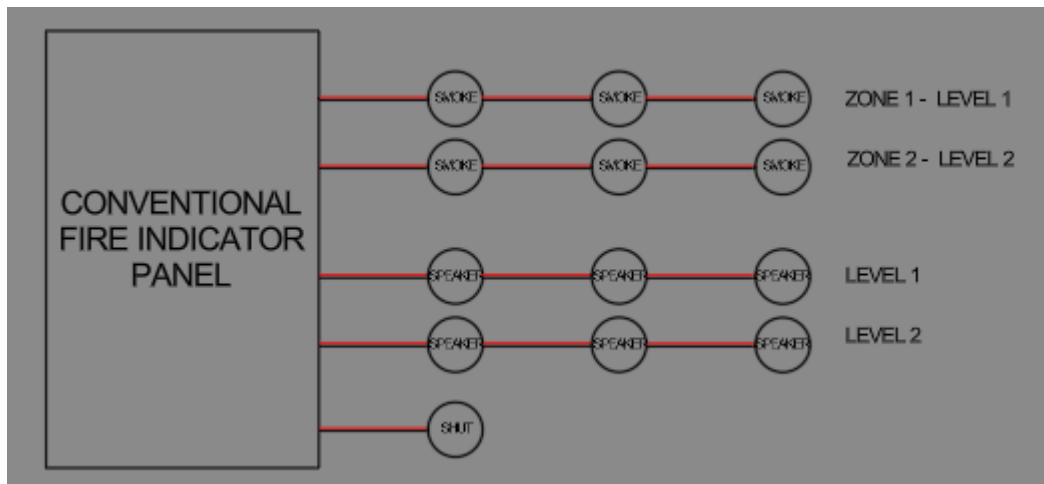 CONVENTIONAL
FIRE INDICATOR
PANEL
SMOKE SMOKE SMOKE ZONE 1 - LEVEL 1
SMOKE SMOKE SMOKE ZONE 2 - LEVEL 2
SPEAKER SPEAKER SPEAKER LEVEL 1
SPEAKER SPEAKER SPEAKER LEVEL 2
SHUT